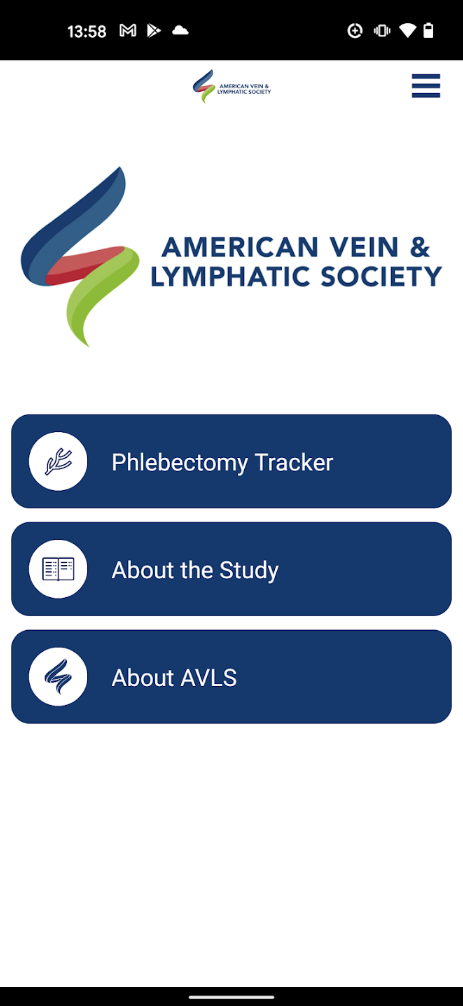 13:58
AMERICAN VEIN &
LYMPHATIC SOCIETY
AMERICAN VEIN &
LYMPHATIC SOCIETY
Phlebectomy Tracker
About the Study
About AVLS